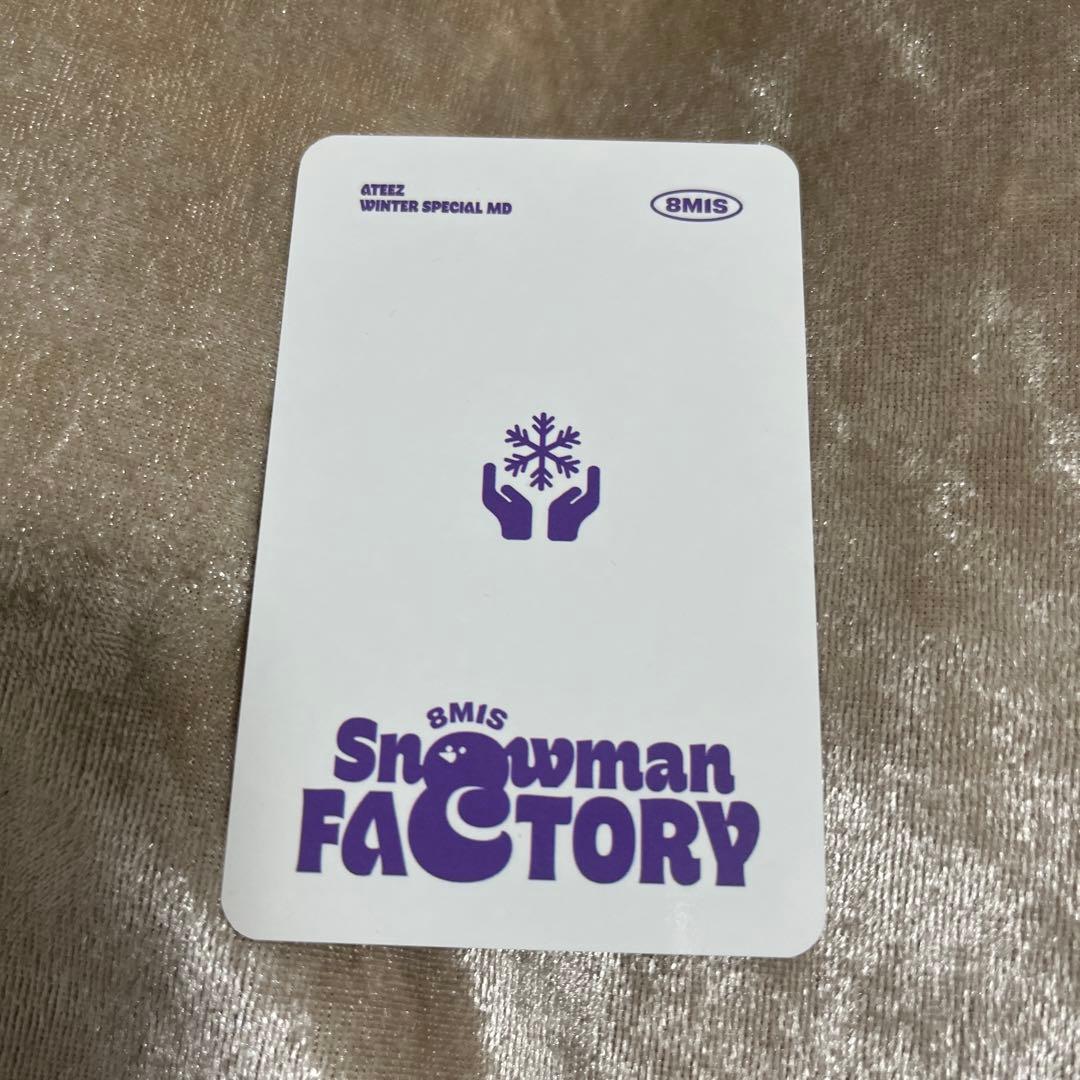 ATEEZ
WINTER SPECIAL MD
8MIS
8MIS
Snowman
FACTORY